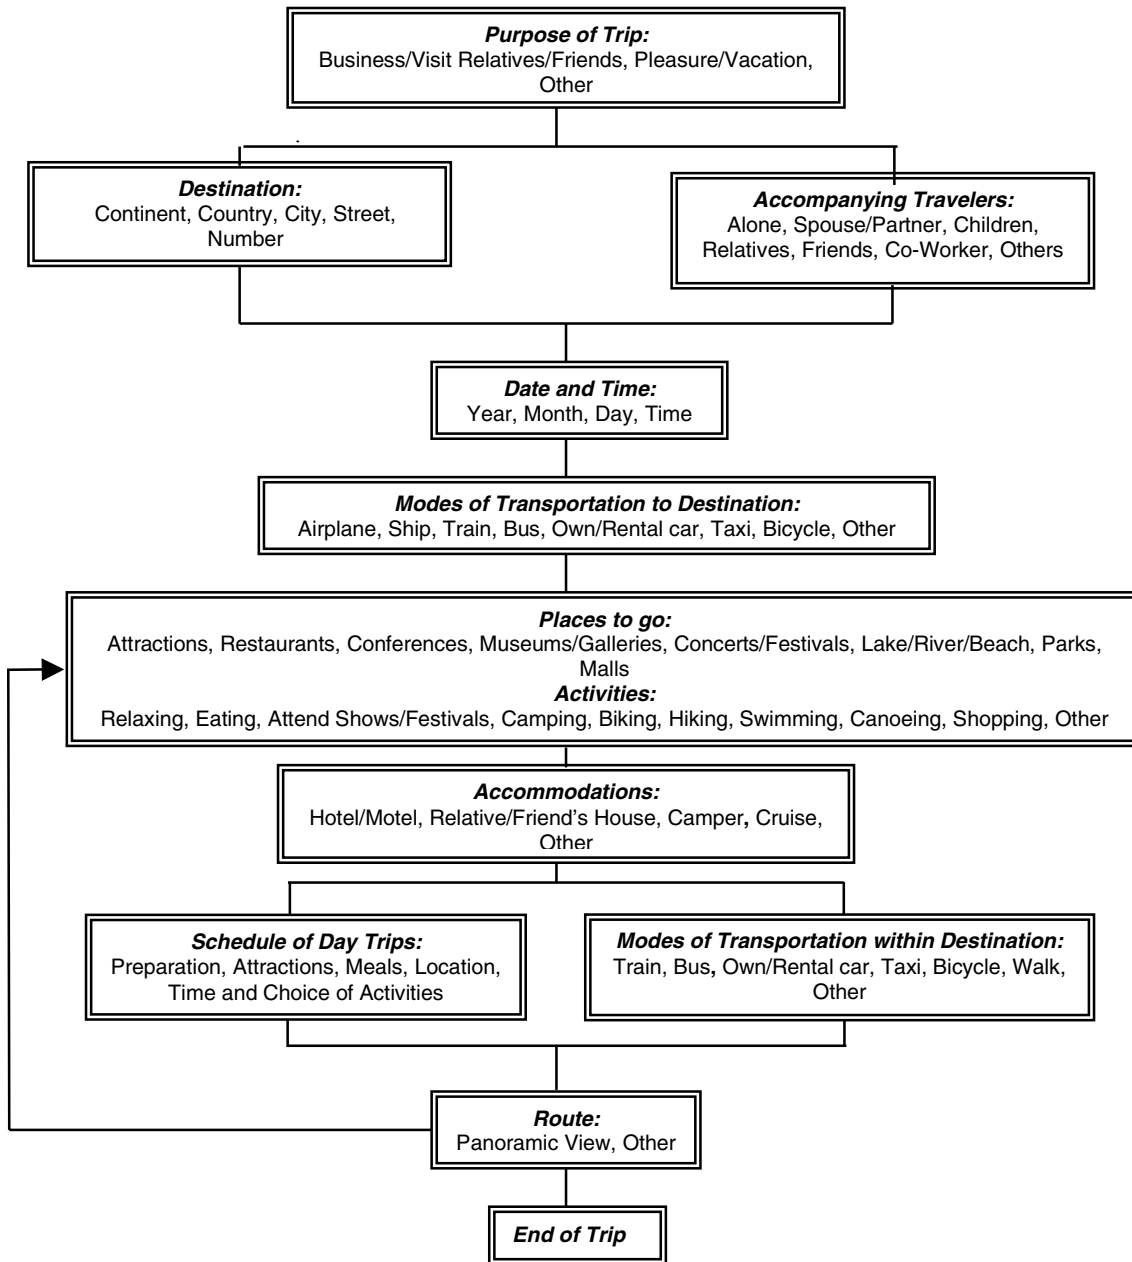 Purpose of Trip:
Business/Visit Relatives/Friends, Pleasure/Vacation,
Other
Destination:
Continent, Country, City, Street,
Number
Accompanying Travelers:
Alone, Spouse/Partner, Children,
Relatives, Friends, Co-Worker, Others
Date and Time:
Year, Month, Day, Time
Modes of Transportation to Destination:
Airplane, Ship, Train, Bus, Own/Rental car, Taxi, Bicycle, Other
Places to go:
Attractions, Restaurants, Conferences, Museums/Galleries, Concerts/Festivals, Lake/River/Beach, Parks,
Malls
Activities:
Relaxing, Eating, Attend Shows/Festivals, Camping, Biking, Hiking, Swimming, Canoeing, Shopping, Other
Accommodations:
Hotel/Motel, Relative/Friend's House, Camper, Cruise,
Other
Schedule of Day Trips:
Preparation, Attractions, Meals, Location,
Time and Choice of Activities
Modes of Transportation within Destination:
Train, Bus, Own/Rental car, Taxi, Bicycle, Walk,
Other
Route:
Panoramic View, Other
End of Trip